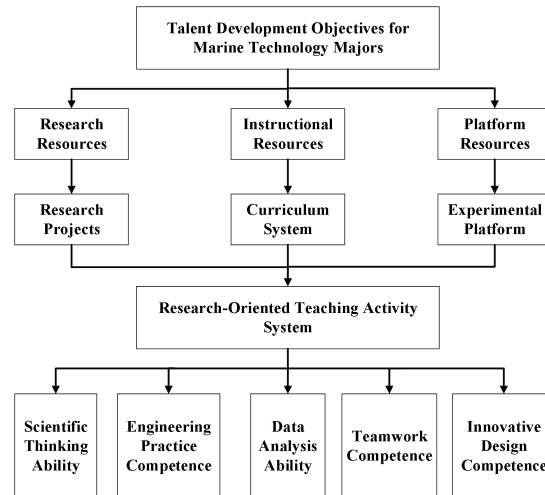 Talent Development Objectives for
Marine Technology Majors
Research
Resources
Instructional
Resources
Platform
Resources
Research
Projects
Curriculum
System
Experimental
Platform
Research-Oriented Teaching Activity
System
Scientific
Thinking
Ability
Engineering
Practice
Competence
Data
Analysis
Ability
Teamwork
Competence
Innovative
Design
Competence